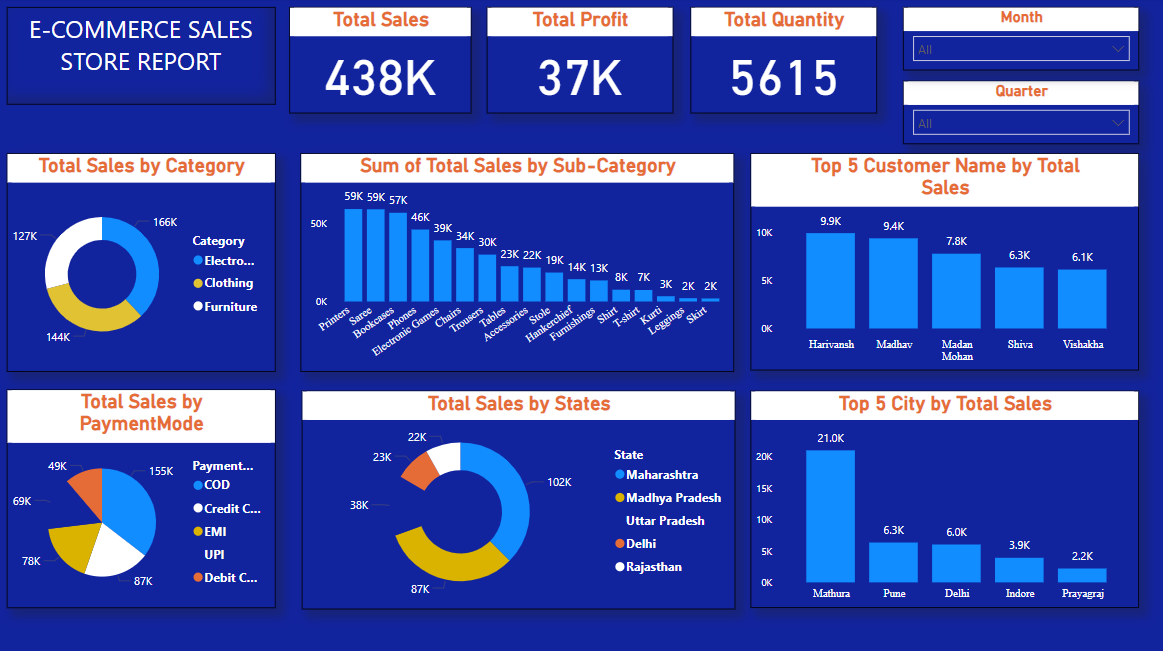 E-COMMERCE SALES
STORE REPORT
Total Sales
438K
Total Profit
37K
Total Quantity
5615
Month
All
Quarter
All
Total Sales by Category
166K
127K
144K
Category
Electro...
Clothing
Furniture
Sum of Total Sales by Sub-Category
50K
0K
59K 59K 57K 46K 39K 34K 30K 23K 22K 19K 14K 13K 8K 7K 3K 2K 2K
Printers Saree Bookcases Phones Electronic Games Chairs Trousers Tables Accessories Stole Hankerchief Furnishings Shirt T-shirt Kurti Leggings Skirt
Top 5 Customer Name by Total
Sales
10K
5K
0K
9.9K 9.4K 7.8K 6.3K 6.1K
Harivansh Madhav Madan Mohan Shiva Vishakha
Total Sales by
PaymentMode
49K
155K
69K
78K
87K
Payment...
COD
Credit C...
EMI
UPI
Debit C...
Total Sales by States
22K
23K
102K
38K
87K
State
Maharashtra
Madhya Pradesh
Uttar Pradesh
Delhi
Rajasthan
Top 5 City by Total Sales
20K
15K
10K
5K
0K
21.0K 6.3K 6.0K 3.9K 2.2K
Mathura Pune Delhi Indore Prayagraj